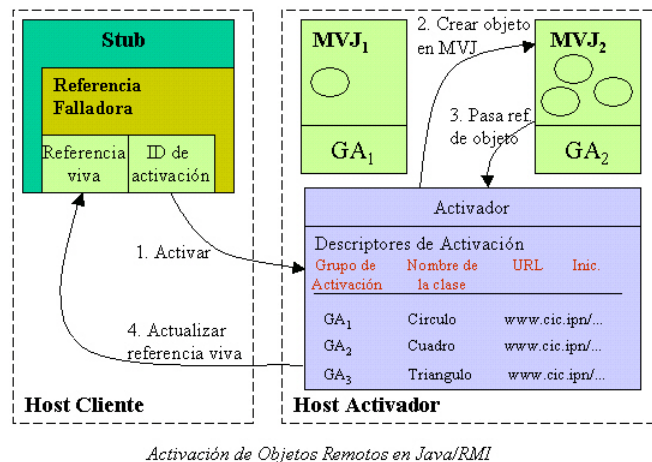 Stub
Referencia
Falladora
Referencia
viva
ID de
activación
MVJ1
GA1
2. Crear objeto
en MVJ
MVJ2
3. Pasa ref.
de objeto
GA2
Activador
Descriptores de Activación
Grupo de
Activación
Nombre de
la clase
URL
Inic.
GA1 Circulo www.cic.ipn/...
GA2 Cuadro www.cic.ipn/...
GA3 Triangulo www.cic.ipn/...
1. Activar
4. Actualizar
referencia viva
Host Cliente
Host Activador
Activación de Objetos Remotos en Java/RMI